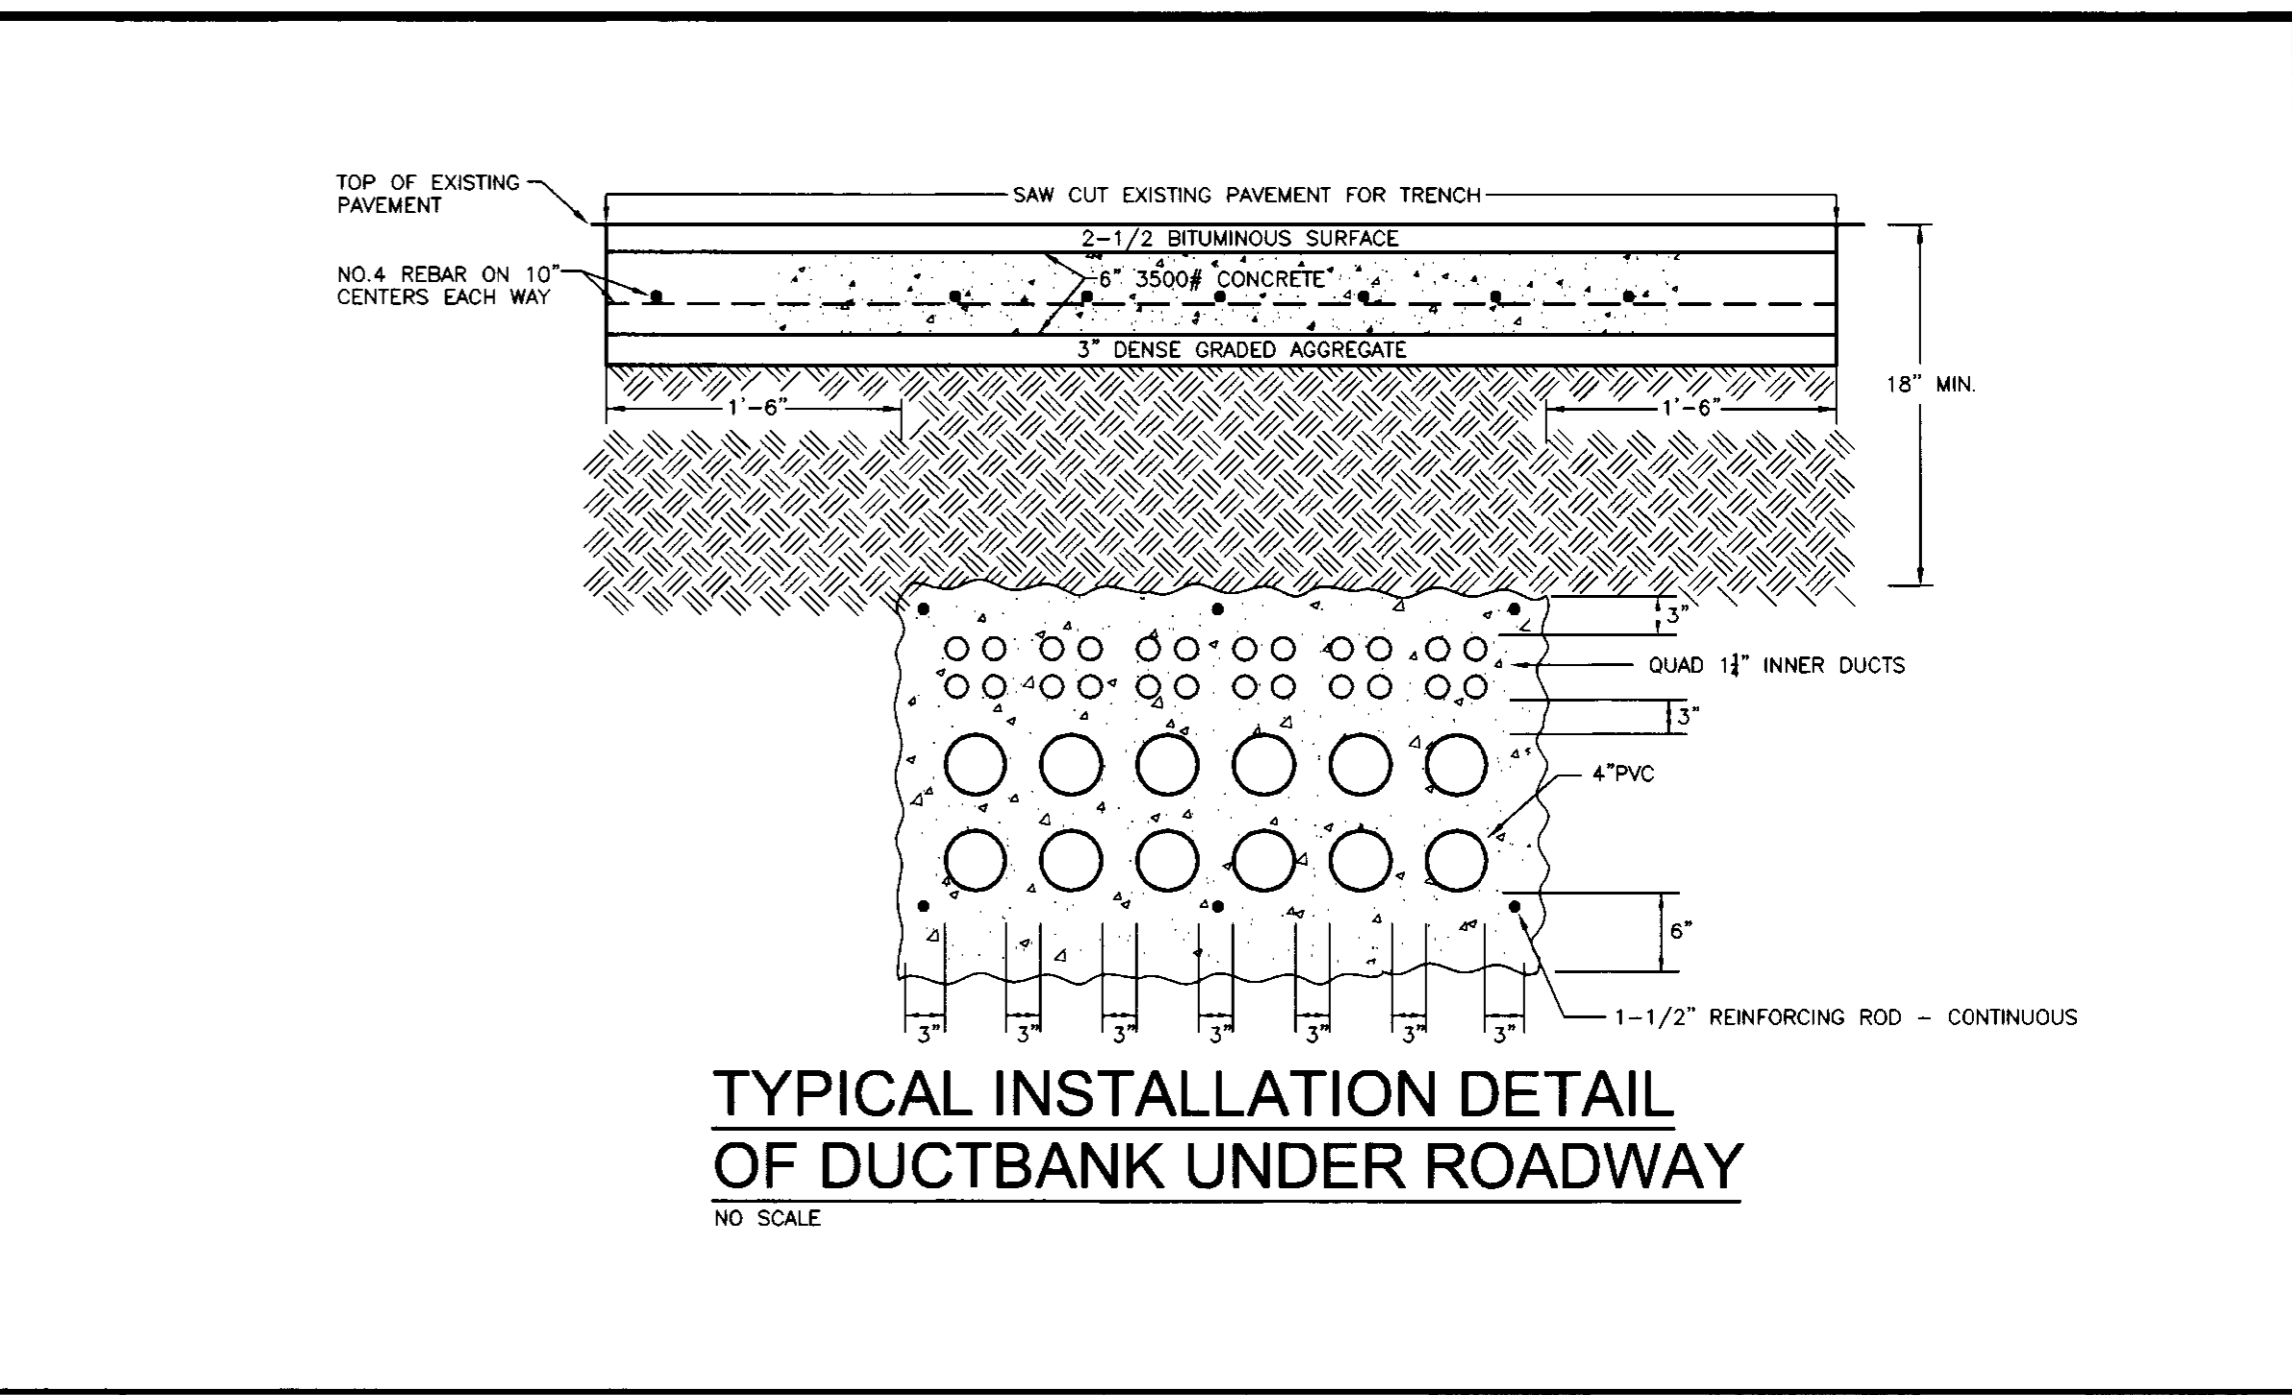 TOP OF EXISTING
PAVEMENT
SAW CUT EXISTING PAVEMENT FOR TRENCH
2-1/2 BITUMINOUS SURFACE
NO.4 REBAR ON 10"
CENTERS EACH WAY
6" 3500# CONCRETE
3" DENSE GRADED AGGREGATE
18" MIN.
1'-6"
1'-6"
3"
QUAD 1¼" INNER DUCTS
3"
4"PVC
6"
1-1/2" REINFORCING ROD - CONTINUOUS
3" 3" 3" 3" 3" 3" 3"
TYPICAL INSTALLATION DETAIL
OF DUCTBANK UNDER ROADWAY
NO SCALE